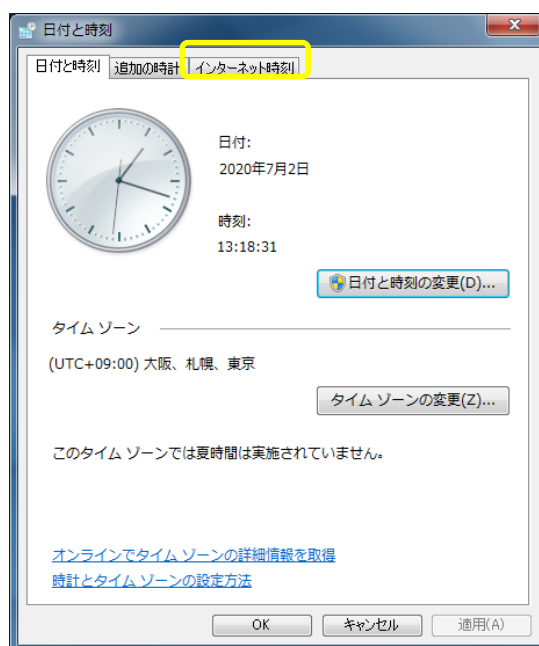 日付と時刻
日付と時刻 追加の時計 インターネット時刻
日付:
2020年7月2日
時刻:
13:18:31
日付と時刻の変更(D)...
タイム ゾーン
(UTC+09:00) 大阪、札幌、東京
タイム ゾーンの変更(Z)...
このタイム ゾーンでは夏時間は実施されていません。
オンラインでタイム ゾーンの詳細情報を取得
時計とタイム ゾーンの設定方法
OK キャンセル 適用(A)